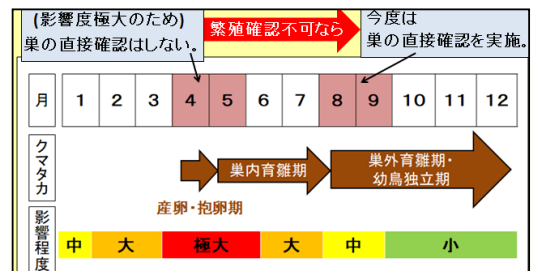 (影響度極大のため)
巣の直接確認はしない。
繁殖確認不可なら
今度は
巣の直接確認を実施。
月 1 2 3 4 5 6 7 8 9 10 11 12
クマタカ
巣内育雛期
巣外育雛期・
幼鳥独立期
産卵・抱卵期
影響程度
中 大 極大 大 中 小